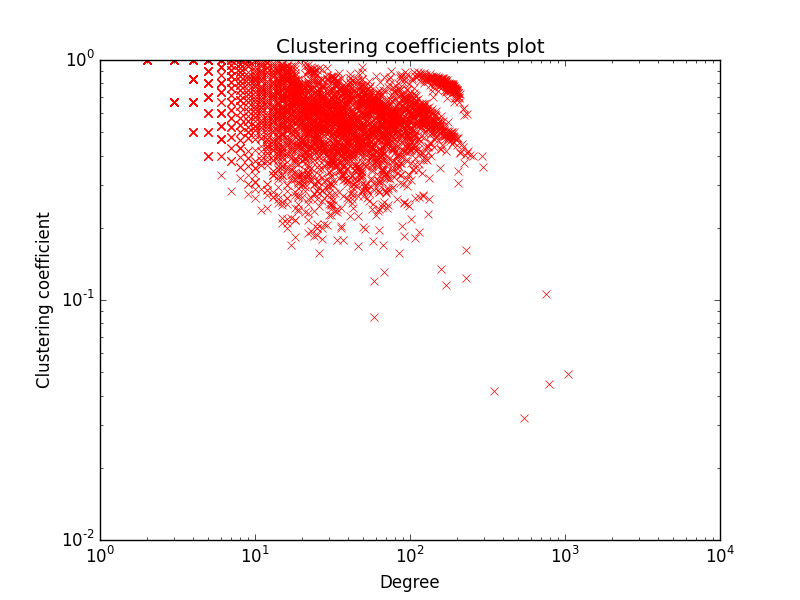 Clustering coefficients plot
10^0
10^-1
10^-2
Clustering coefficient
10^0 10^1 10^2 10^3 10^4
Degree